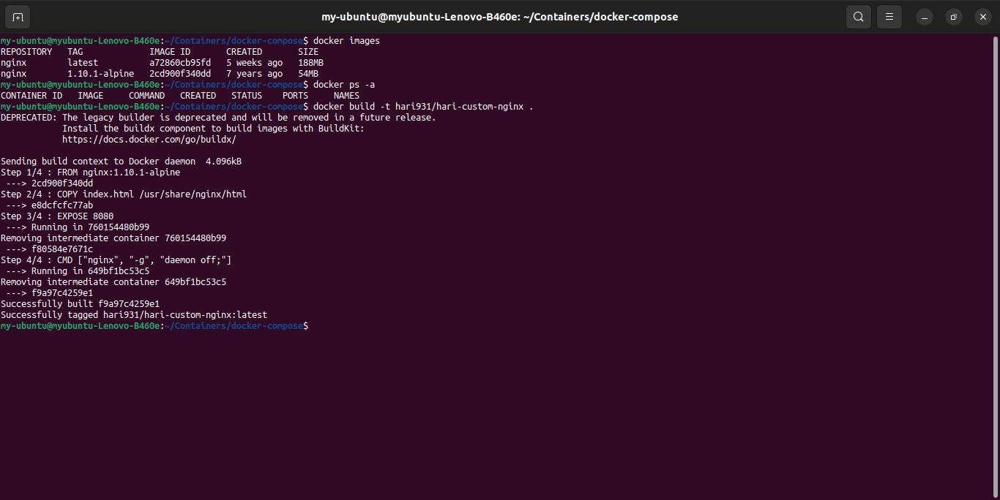 my-ubuntu@myubuntu-Lenovo-B460e: ~/Containers/docker-compose
my-ubuntu@myubuntu-Lenovo-B460e:~/Containers/docker-compose$ docker images
REPOSITORY   TAG             IMAGE ID       CREATED       SIZE
nginx        latest          a72860cb95fd   5 weeks ago   188MB
nginx        1.10.1-alpine   2cd900f340dd   7 years ago   54MB
my-ubuntu@myubuntu-Lenovo-B460e:~/Containers/docker-compose$ docker ps -a
CONTAINER ID   IMAGE     COMMAND   CREATED   STATUS    PORTS     NAMES
my-ubuntu@myubuntu-Lenovo-B460e:~/Containers/docker-compose$ docker build -t hari931/hari-custom-nginx .
DEPRECATED: The legacy builder is deprecated and will be removed in a future release.
            Install the buildx component to build images with BuildKit:
            https://docs.docker.com/go/buildx/

Sending build context to Docker daemon  4.096kB
Step 1/4 : FROM nginx:1.10.1-alpine
 ---> 2cd900f340dd
Step 2/4 : COPY index.html /usr/share/nginx/html
 ---> e8dcfcfc77ab
Step 3/4 : EXPOSE 8080
 ---> Running in 760154480b99
Removing intermediate container 760154480b99
 ---> f80584e7671c
Step 4/4 : CMD ["nginx", "-g", "daemon off;"]
 ---> Running in 649bf1bc53c5
Removing intermediate container 649bf1bc53c5
 ---> f9a97c4259e1
Successfully built f9a97c4259e1
Successfully tagged hari931/hari-custom-nginx:latest
my-ubuntu@myubuntu-Lenovo-B460e:~/Containers/docker-compose$